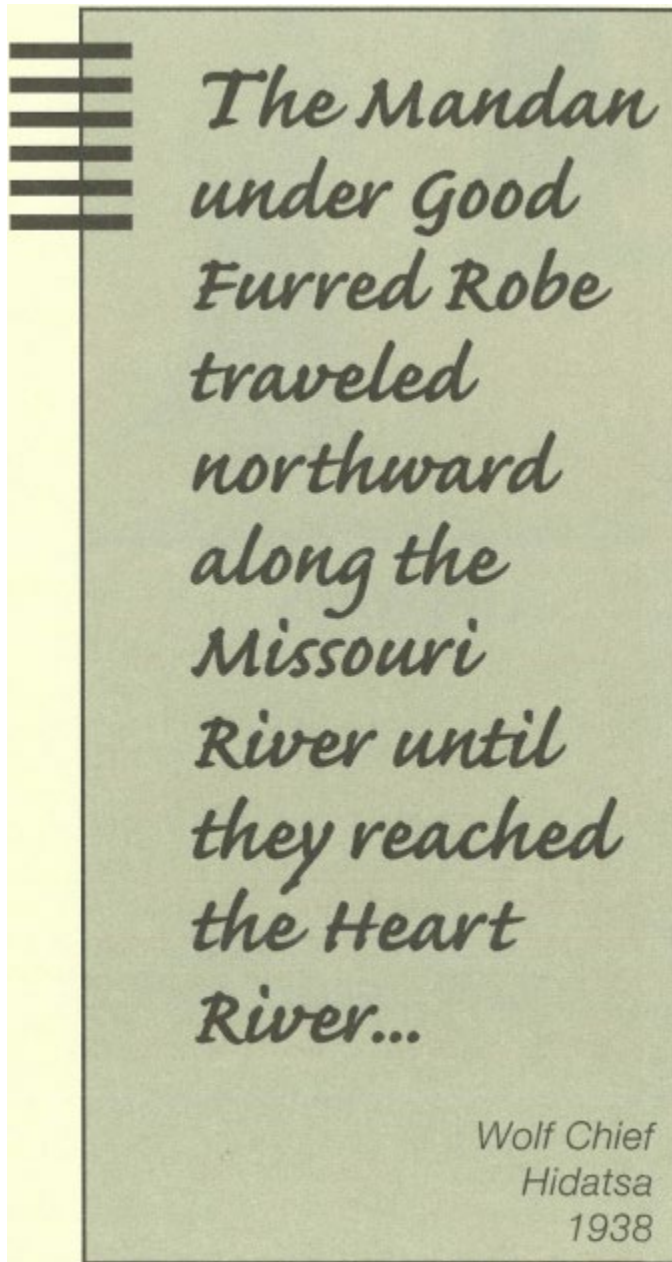 The Mandan
under Good
Furred Robe
traveled
northward
along the
Missouri
River until
they reached
the Heart
River...
Wolf Chief
Hidatsa
1938